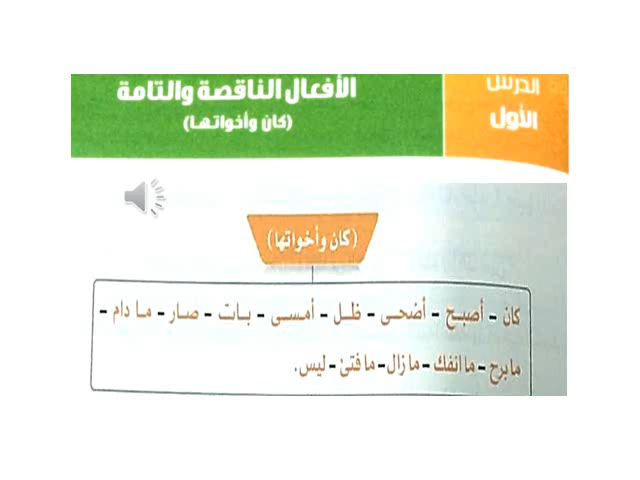 الدرس
الأول
الأفعال الناقصة والتامة
(كان وأخواتها)
(كان وأخواتها)
كان - أصبح - أضحى - ظل - أمسى - بات - صار - ما دام -
ما برح - ما انفك - ما زال - ما فتئ - ليس.